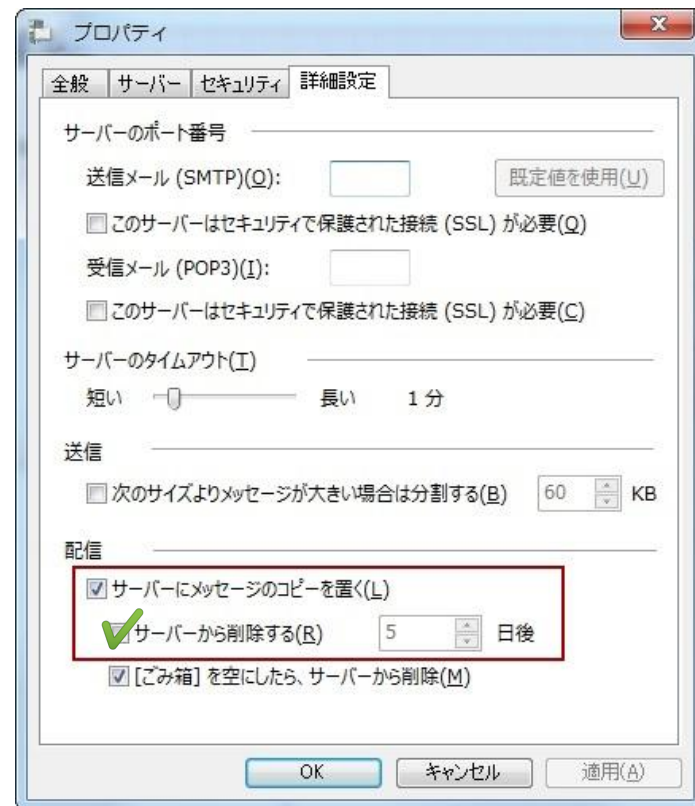 プロパティ
全般 サーバー セキュリティ 詳細設定
サーバーのポート番号
送信メール (SMTP)(O): 既定値を使用(U)
このサーバーはセキュリティで保護された接続 (SSL) が必要(Q)
受信メール (POP3)(I):
このサーバーはセキュリティで保護された接続 (SSL) が必要(C)
サーバーのタイムアウト(T)
短い 長い 1 分
送信
次のサイズよりメッセージが大きい場合は分割する(B) 60 KB
配信
サーバーにメッセージのコピーを置く(L)
サーバーから削除する(R) 5 日後
[ごみ箱] を空にしたら、サーバーから削除(M)
OK キャンセル 適用(A)